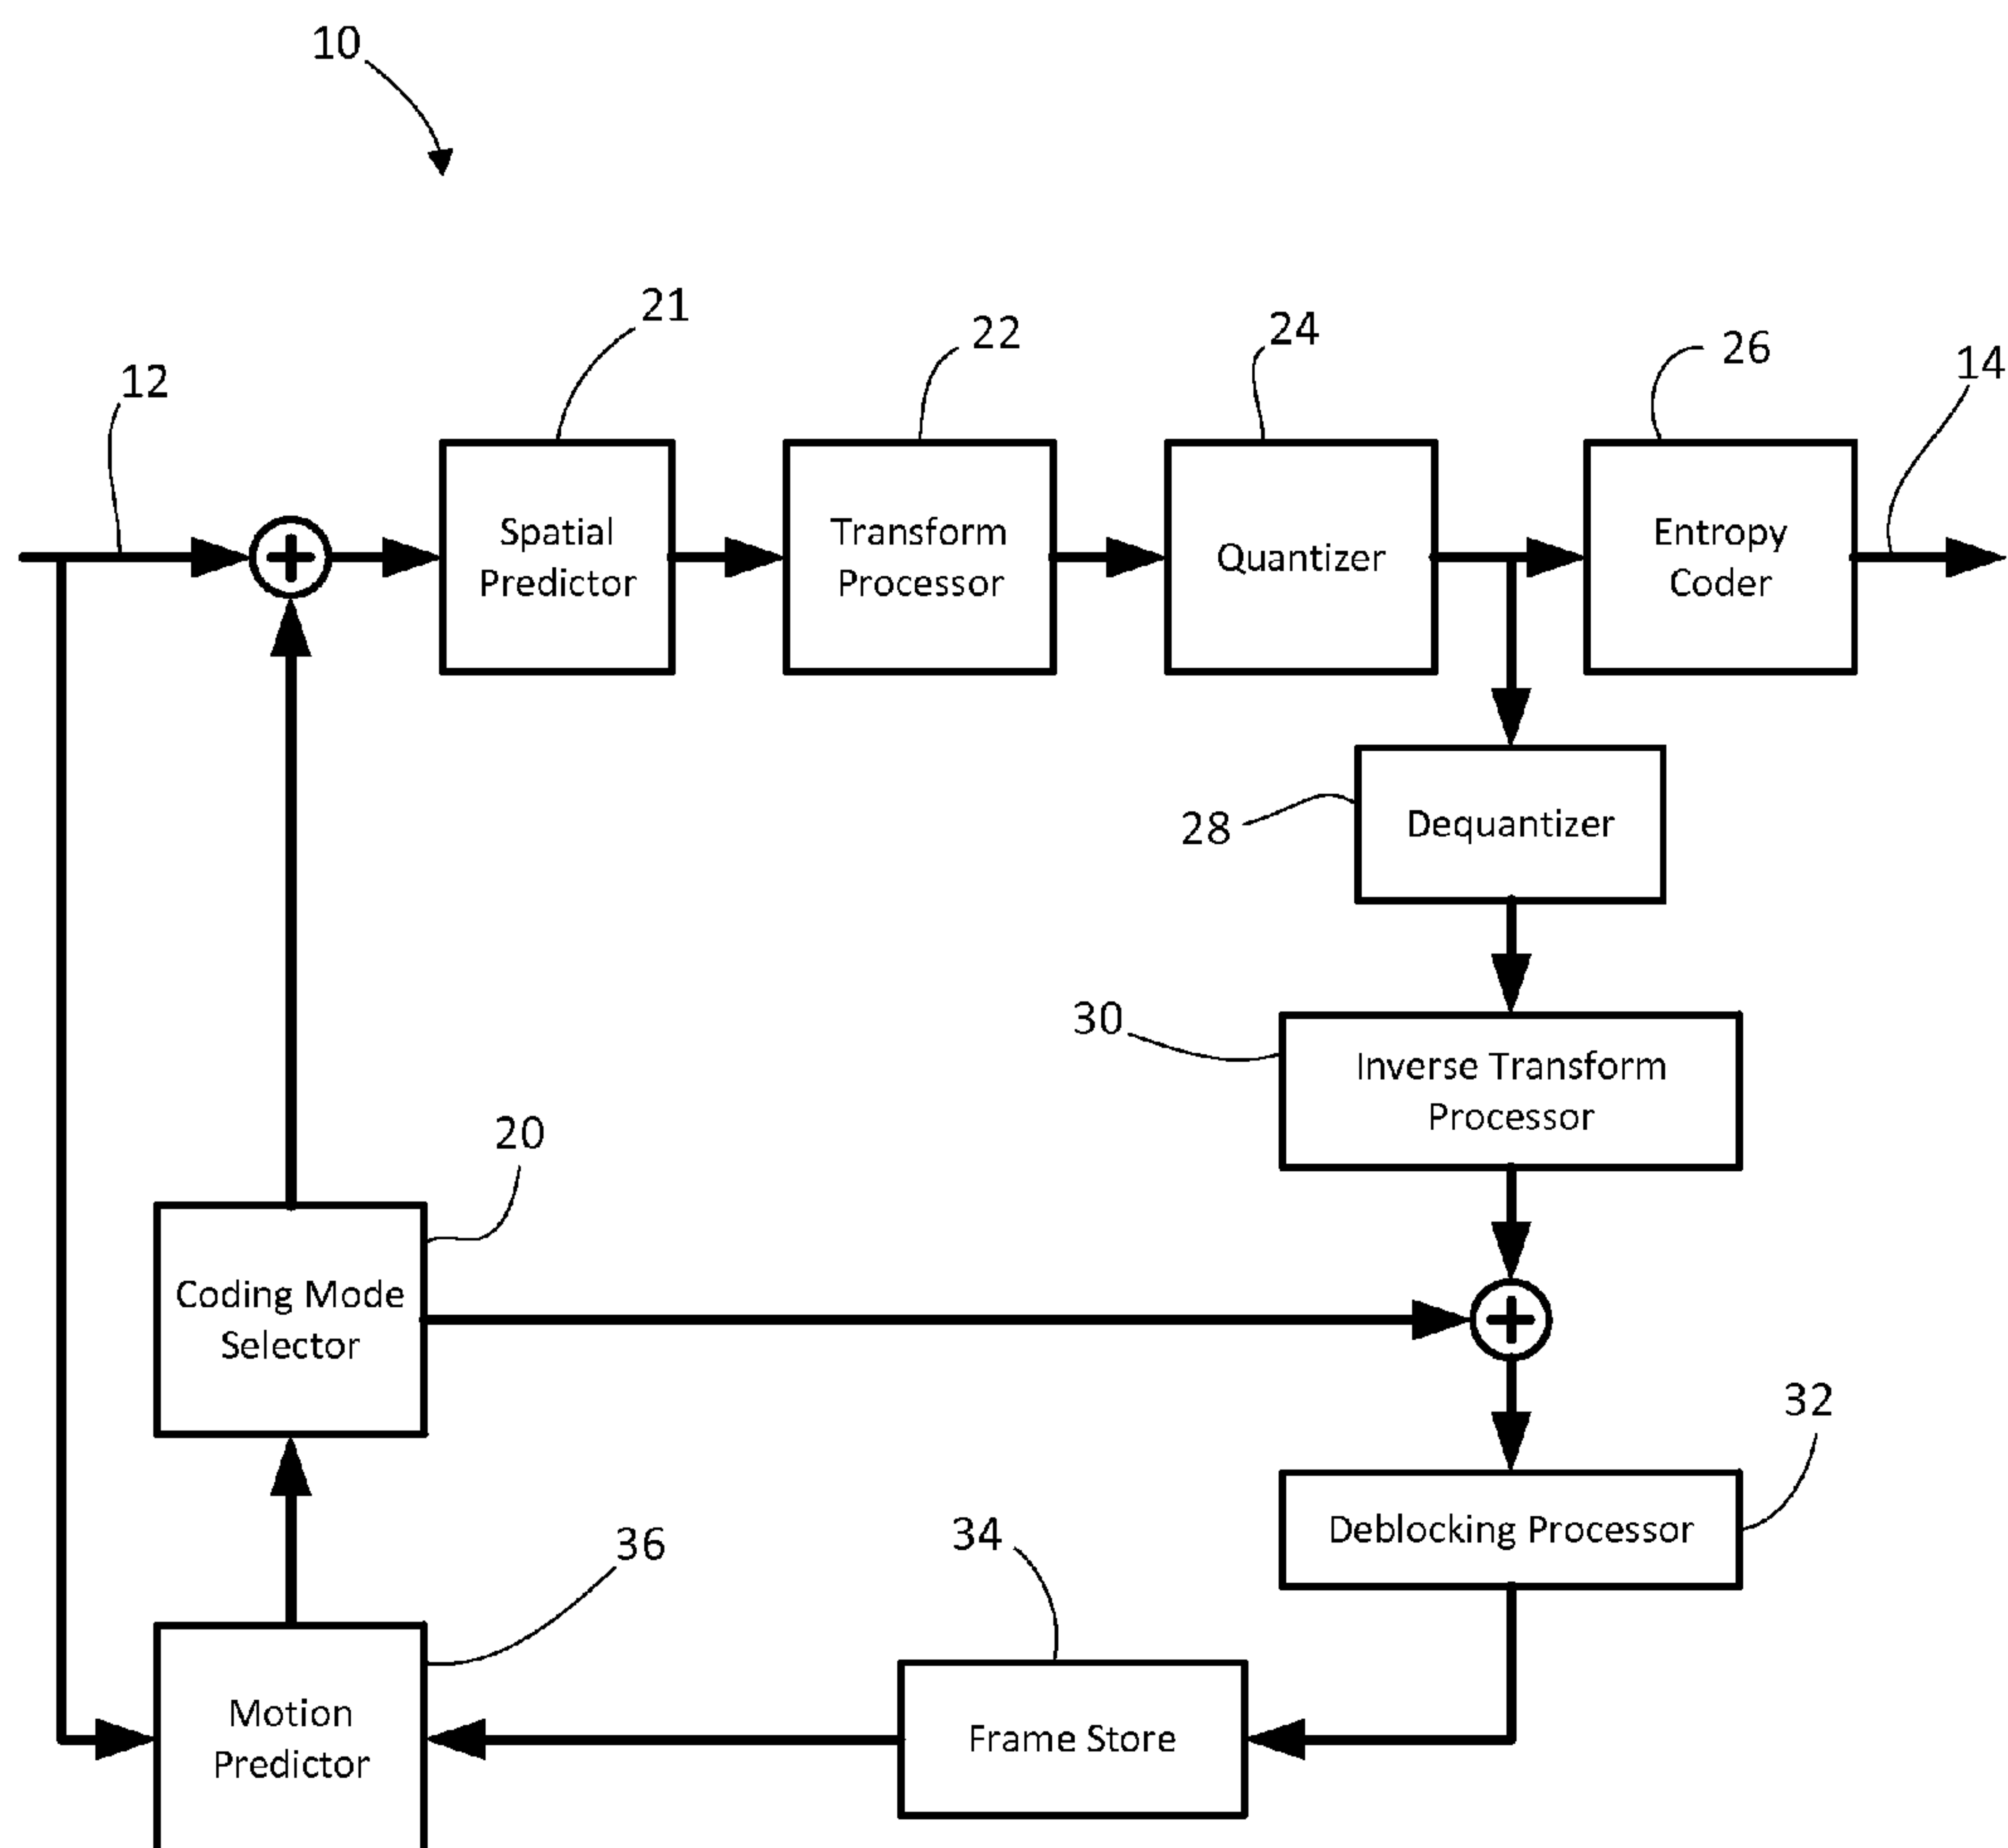 10
21
22
24
26
14
12
Spatial
Predictor
Transform
Processor
Quantizer
Entropy
Coder
28
Dequantizer
30
Inverse Transform
Processor
20
Coding Mode
Selector
32
Deblocking Processor
34
36
Motion
Predictor
Frame Store